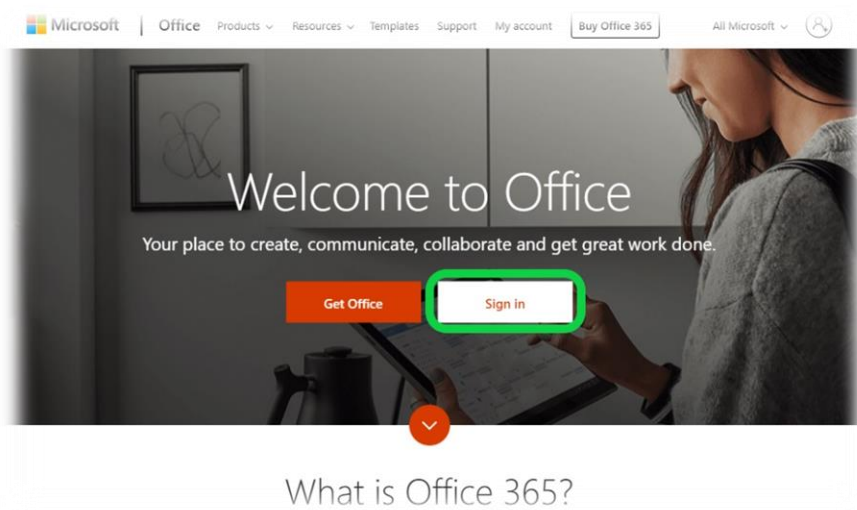 Microsoft | Office Products Resources Templates Support My account Buy Office 365 All Microsoft
Welcome to Office
Your place to create, communicate, collaborate and get great work done.
Get Office Sign in
What is Office 365?